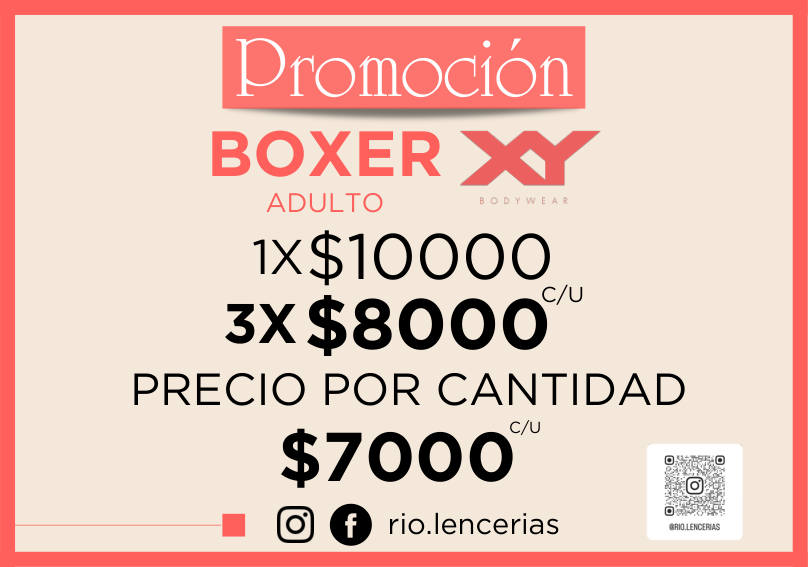 Promoción
BOXER XY
BODYWEAR
ADULTO
1X $10000
3X $8000 C/U
PRECIO POR CANTIDAD
$7000 C/U
rio.lencerias
@RIO.LENCERIAS